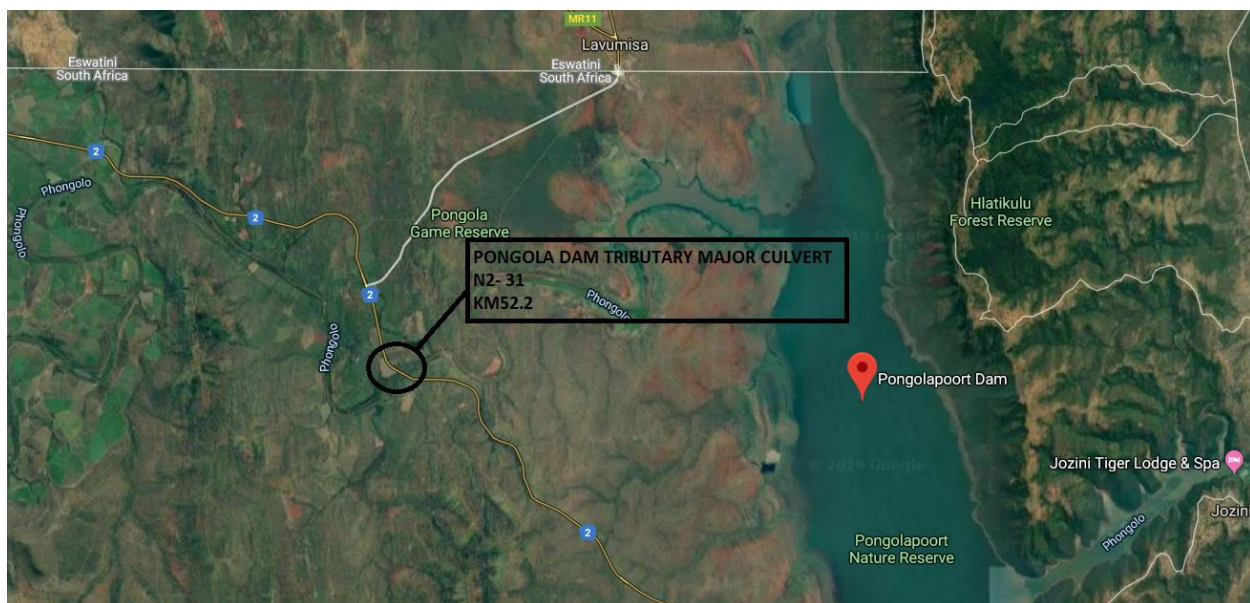 MR11
Lavumisa
Eswatini
South Africa
Eswatini
South Africa
2
Phongolo
Phongolo
2
Pongola
Game Reserve
Hlatikulu
Forest Reserve
PONGOLA DAM TRIBUTARY MAJOR CULVERT
N2- 31
KM52.2
2
Phongolo
Phongolo
Pongolapoort Dam
© 2019 Google
Jozini Tiger Lodge & Spa
Jozini
2
Phongolo
Pongolapoort
Nature Reserve